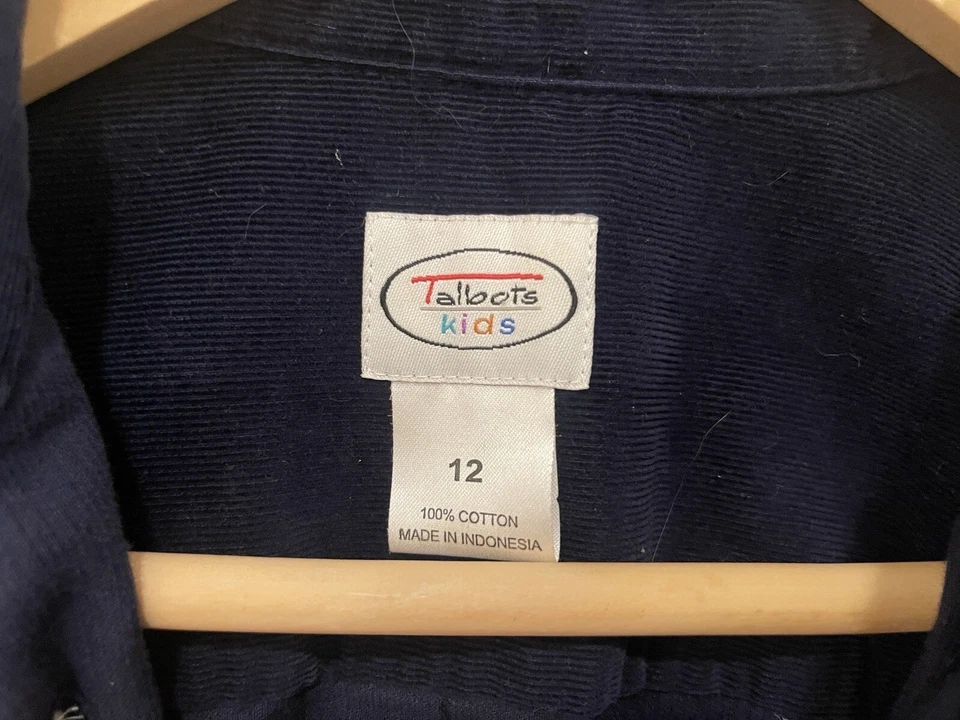 Talbots
kids
12
100% COTTON
MADE IN INDONESIA